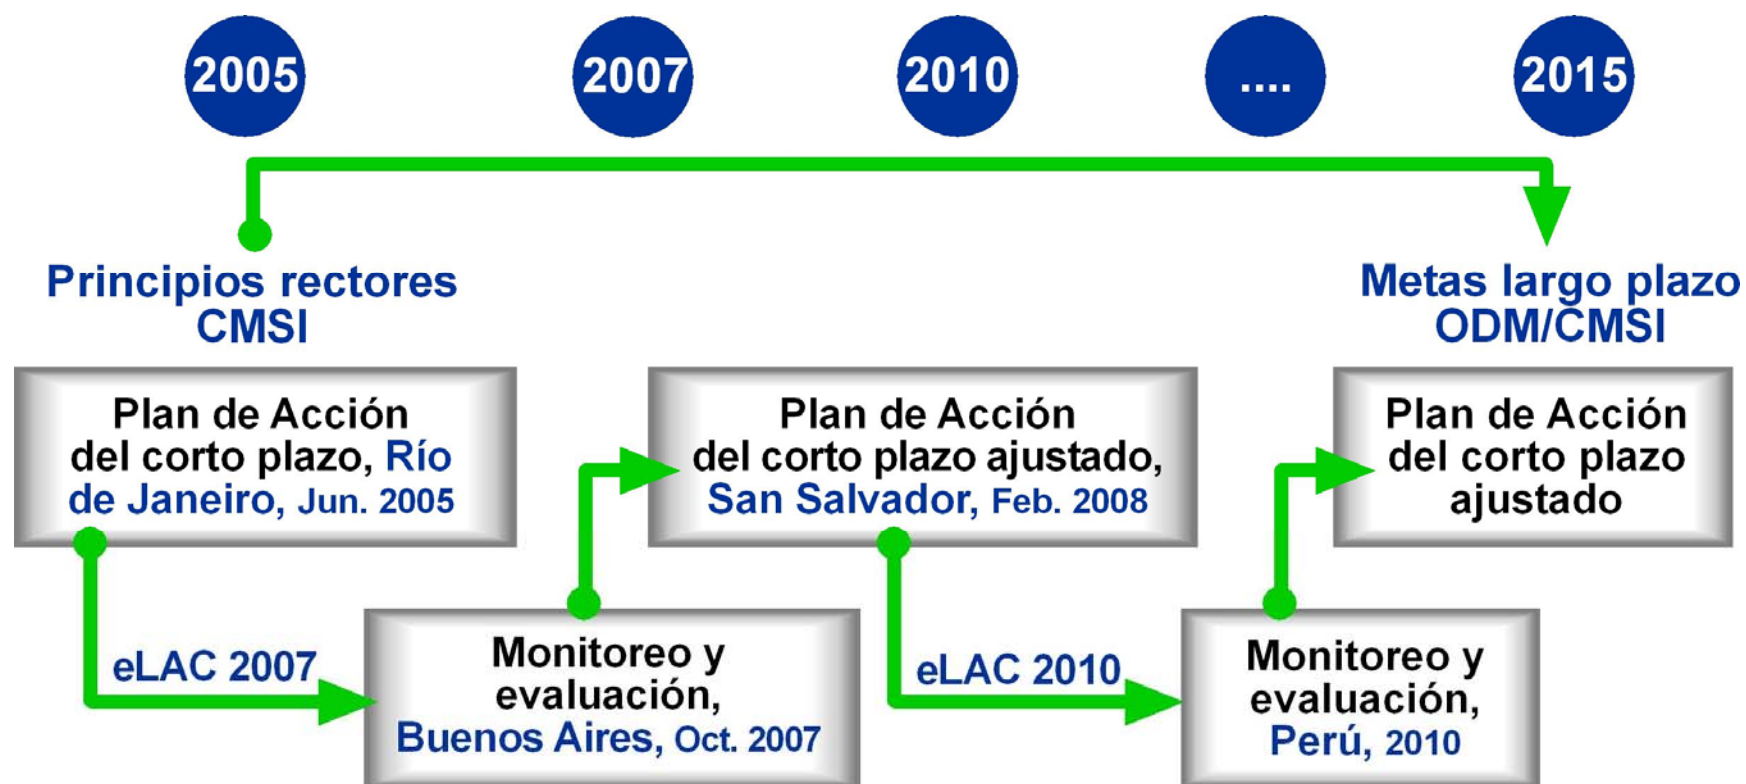 2005
2007
2010
....
2015
Principios rectores
CMSI
Metas largo plazo
ODM/CMSI
Plan de Acción
del corto plazo, Río
de Janeiro, Jun. 2005
Plan de Acción
del corto plazo ajustado,
San Salvador, Feb. 2008
Plan de Acción
del corto plazo
ajustado
eLAC 2007
Monitoreo y
evaluación,
Buenos Aires, Oct. 2007
eLAC 2010
Monitoreo y
evaluación,
Perú, 2010